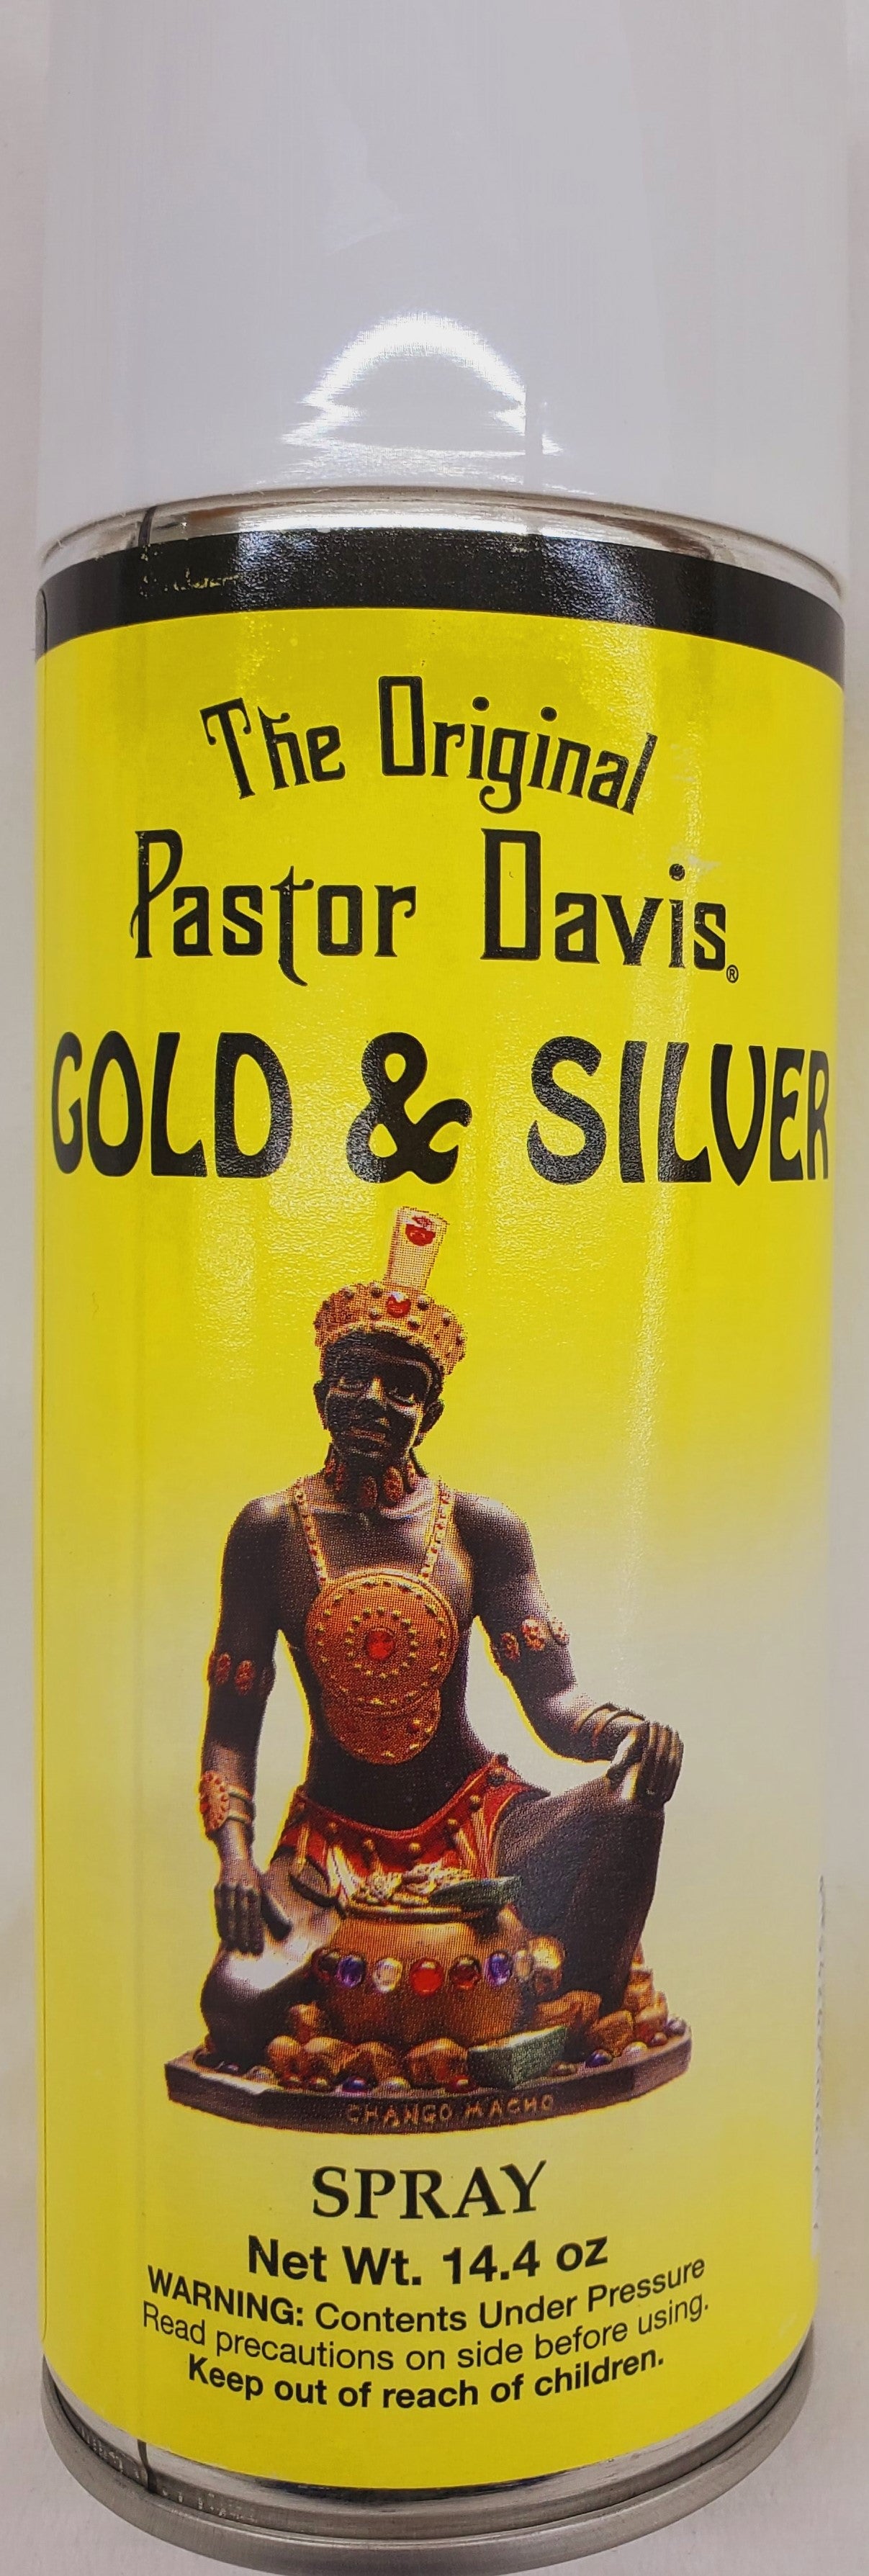 The Original
Pastor Davis®
GOLD & SILVER
CHANGO MACHO
SPRAY
Net Wt. 14.4 oz
WARNING: Contents Under Pressure
Read precautions on side before using.
Keep out of reach of children.